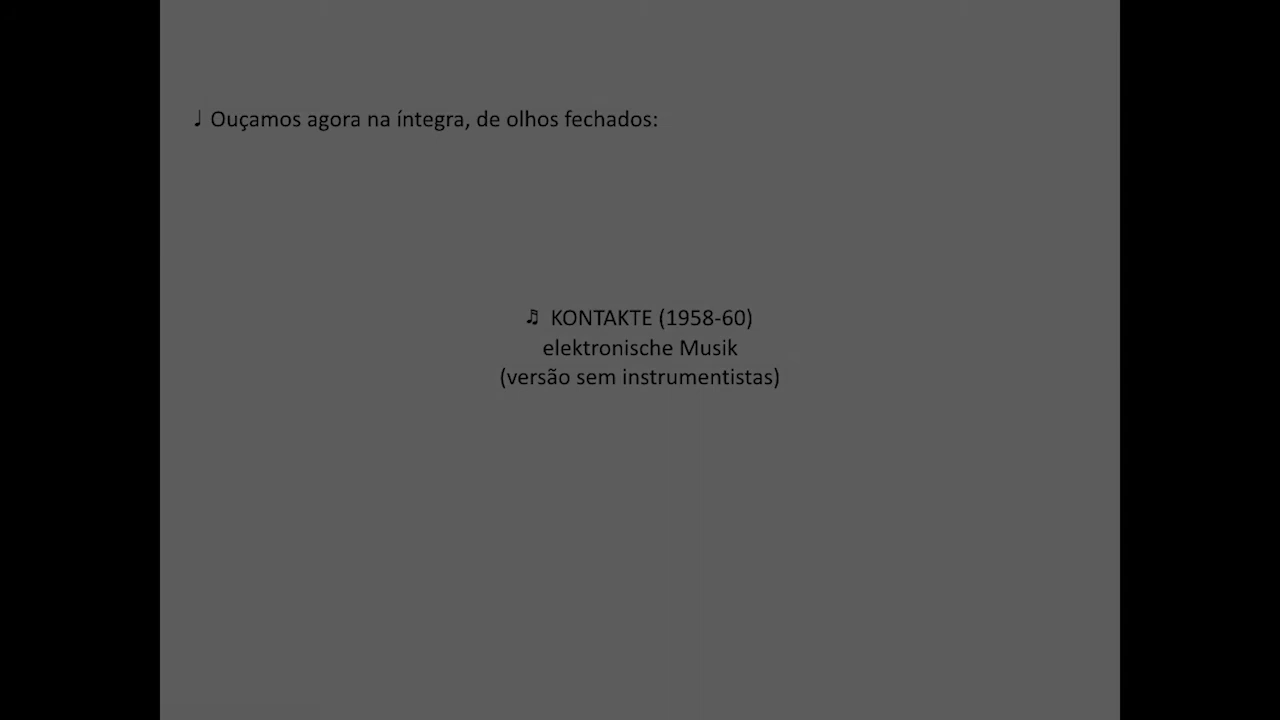 ♩ Ouçamos agora na íntegra, de olhos fechados:
♬ KONTAKTE (1958-60)
elektronische Musik
(versão sem instrumentistas)